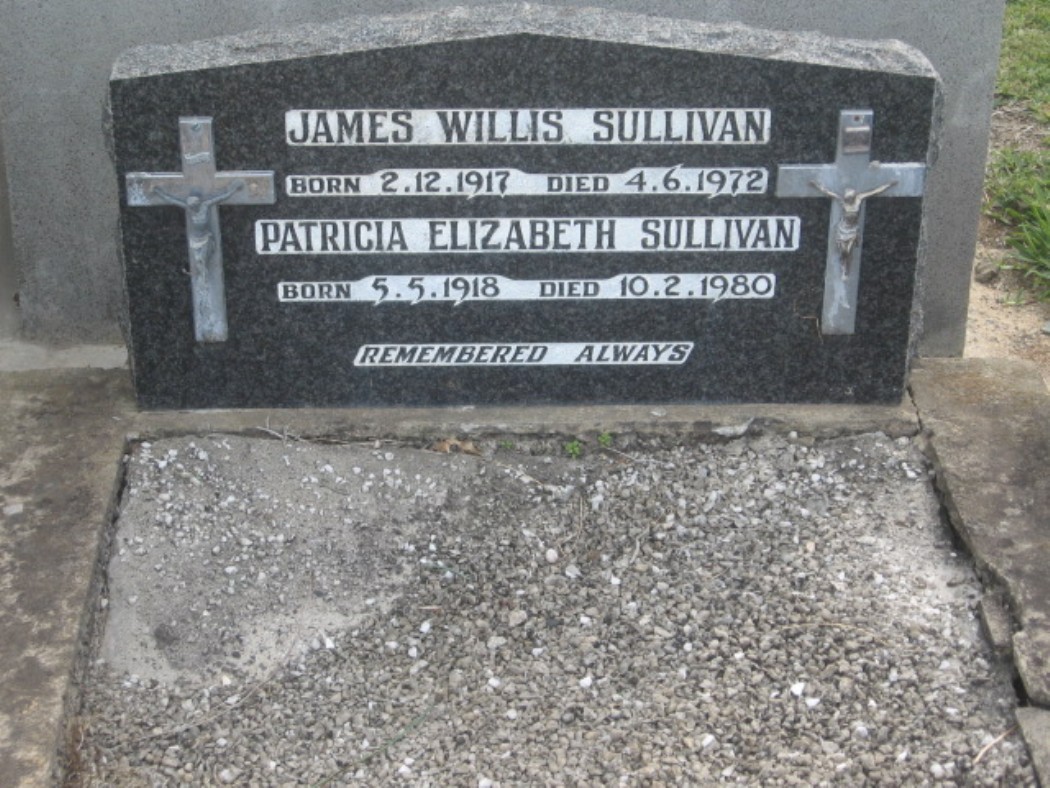 JAMES WILLIS SULLIVAN
BORN 2.12.1917 DIED 4.6.1972
PATRICIA ELIZABETH SULLIVAN
BORN 5.5.1918 DIED 10.2.1980
REMEMBERED ALWAYS